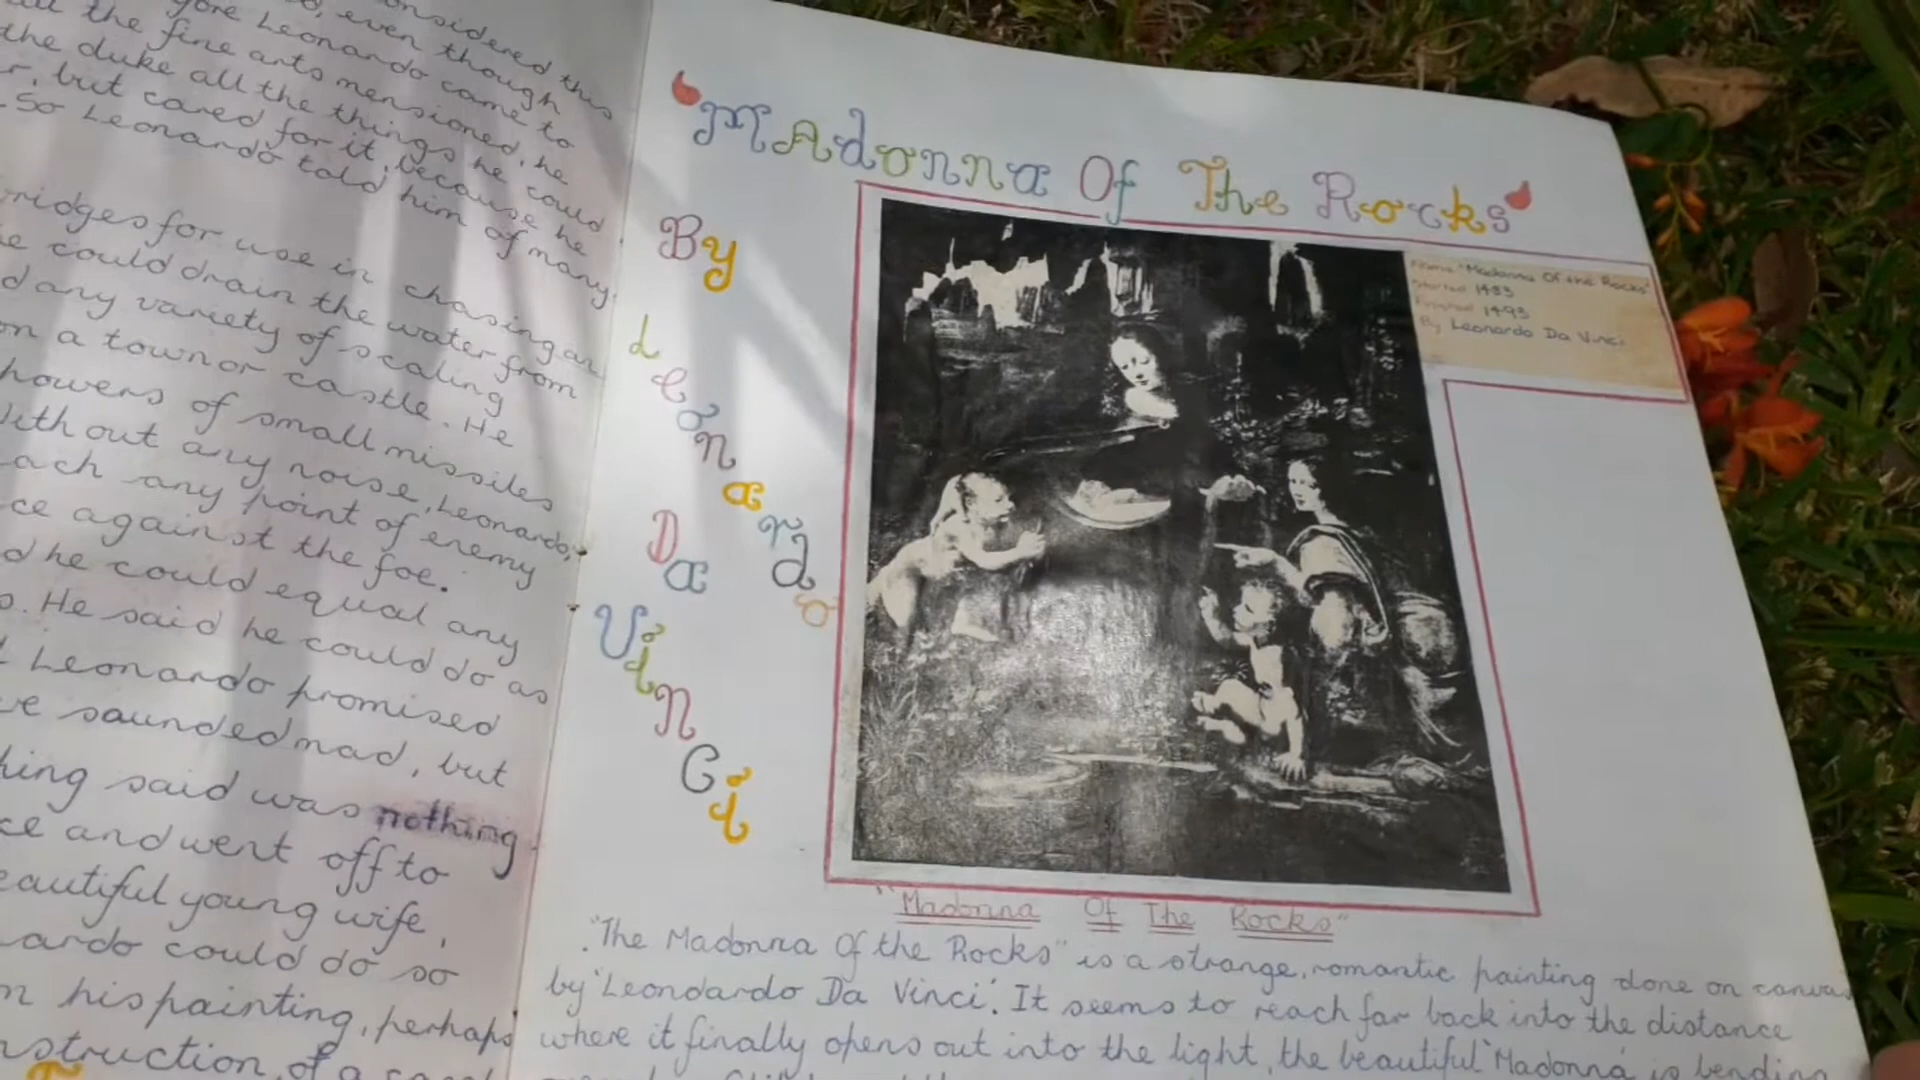 onsidered this
, even though
gore Leonardo came to
all the fine arts mensioned, he
the duke all the things he could
r, but cared for it, because he
. So Leonardo told him of many
ridges for use in chasing an
e could drain the water from
d any variety of scaling
on a town or castle. He
howers of small missiles
ith out any noise, Leonardo,
ach any point of enemy
ce against the foe.
d he could equal any
o. He said he could do as
Leonardo promised
ve saunded mad, but
hing said was nothing
ce and went off to
eautiful young wife,
ardo could do so
n his painting, perhaps
nstruction of a
'MAdonna Of The Rocks'
By
Leonardo
Da
Vinci
Name "Madonna Of the Rocks"
Started 1483
Finished 1493
By Leonardo Da Vinci
"Madonna Of The Rocks"
."The Madonna Of the Rocks" is a strange, romantic painting done on canvas
by 'Leondardo Da Vinci'. It seems to reach far back into the distance
where it finally opens out into the light, the beautiful 'Madonna' is bending